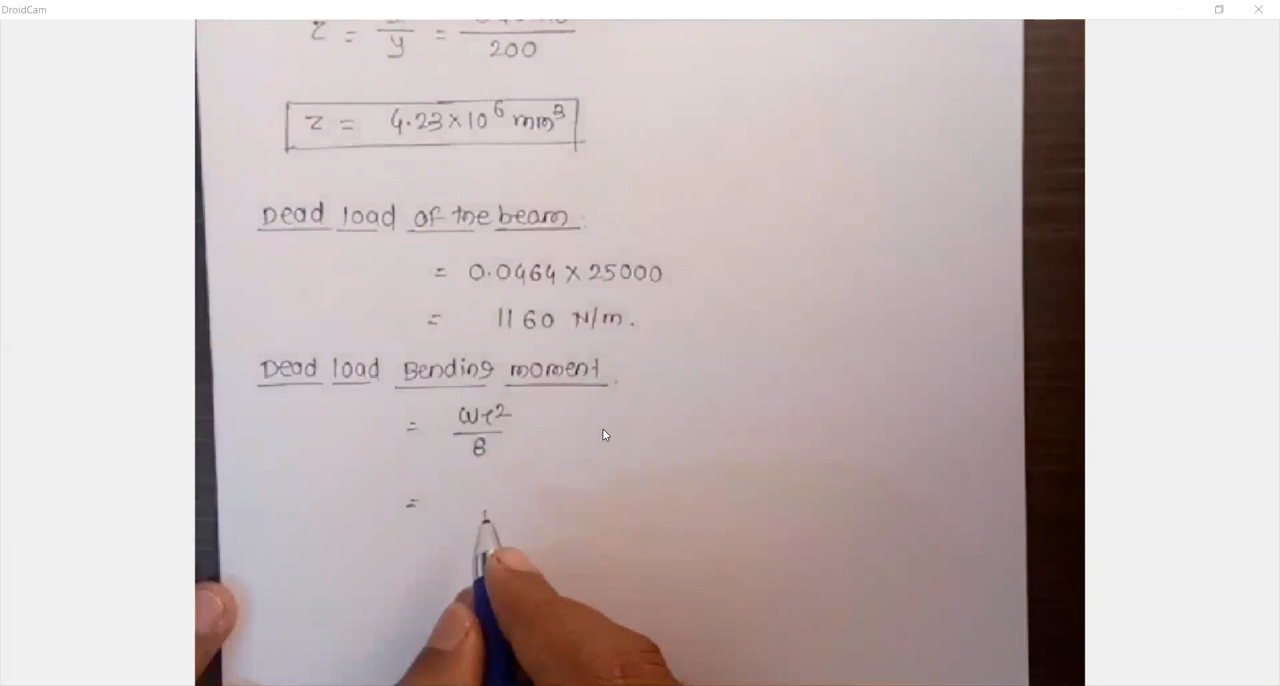 DroidCam
Z = — / y = — / 200
Z = 4.23 × 10⁶ mm³
Dead load of the beam :
= 0.0464 × 25000
= 1160 N/m.
Dead load Bending moment .
= ωl² / 8
=